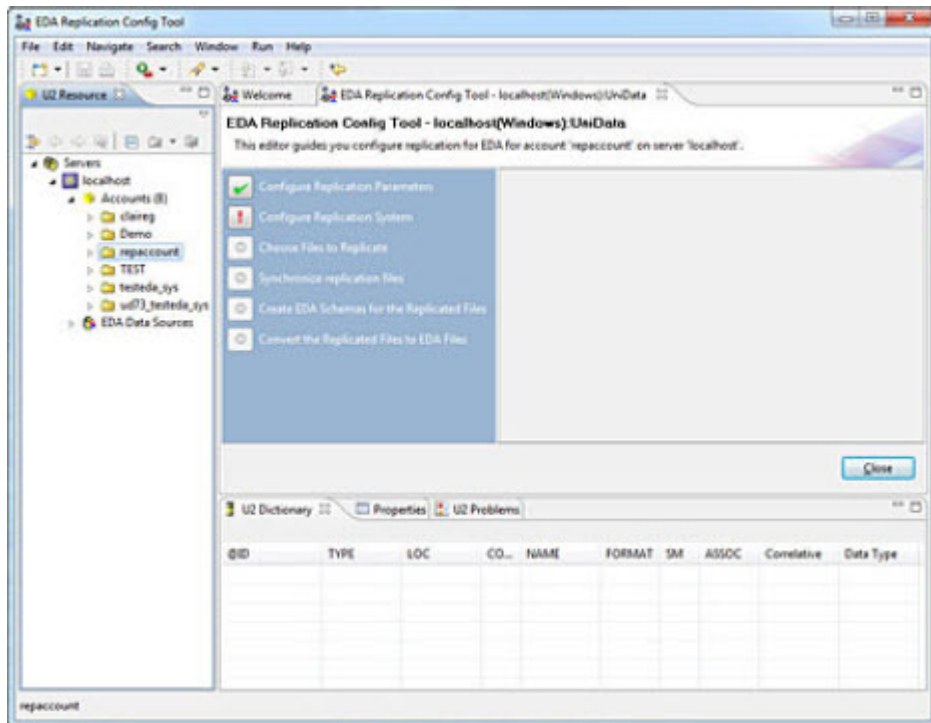 EDA Replication Config Tool
File Edit Navigate Search Window Run Help
U2 Resource
Welcome
EDA Replication Config Tool - localhost(Windows):UniData
EDA Replication Config Tool - localhost(Windows):UniData
This editor guides you configure replication for EDA for account 'repaccount' on server 'localhost'.
Servers
localhost
Accounts (8)
claireg
Demo
repaccount
TEST
testeda_sys
ud73_testeda_sys
EDA Data Sources
Configure Replication Parameters
Configure Replication System
Choose Files to Replicate
Synchronize replication files
Create EDA Schemas for the Replicated Files
Convert the Replicated Files to EDA Files
Close
U2 Dictionary Properties U2 Problems
@ID TYPE LOC CO... NAME FORMAT SM ASSOC Correlative Data Type
repaccount